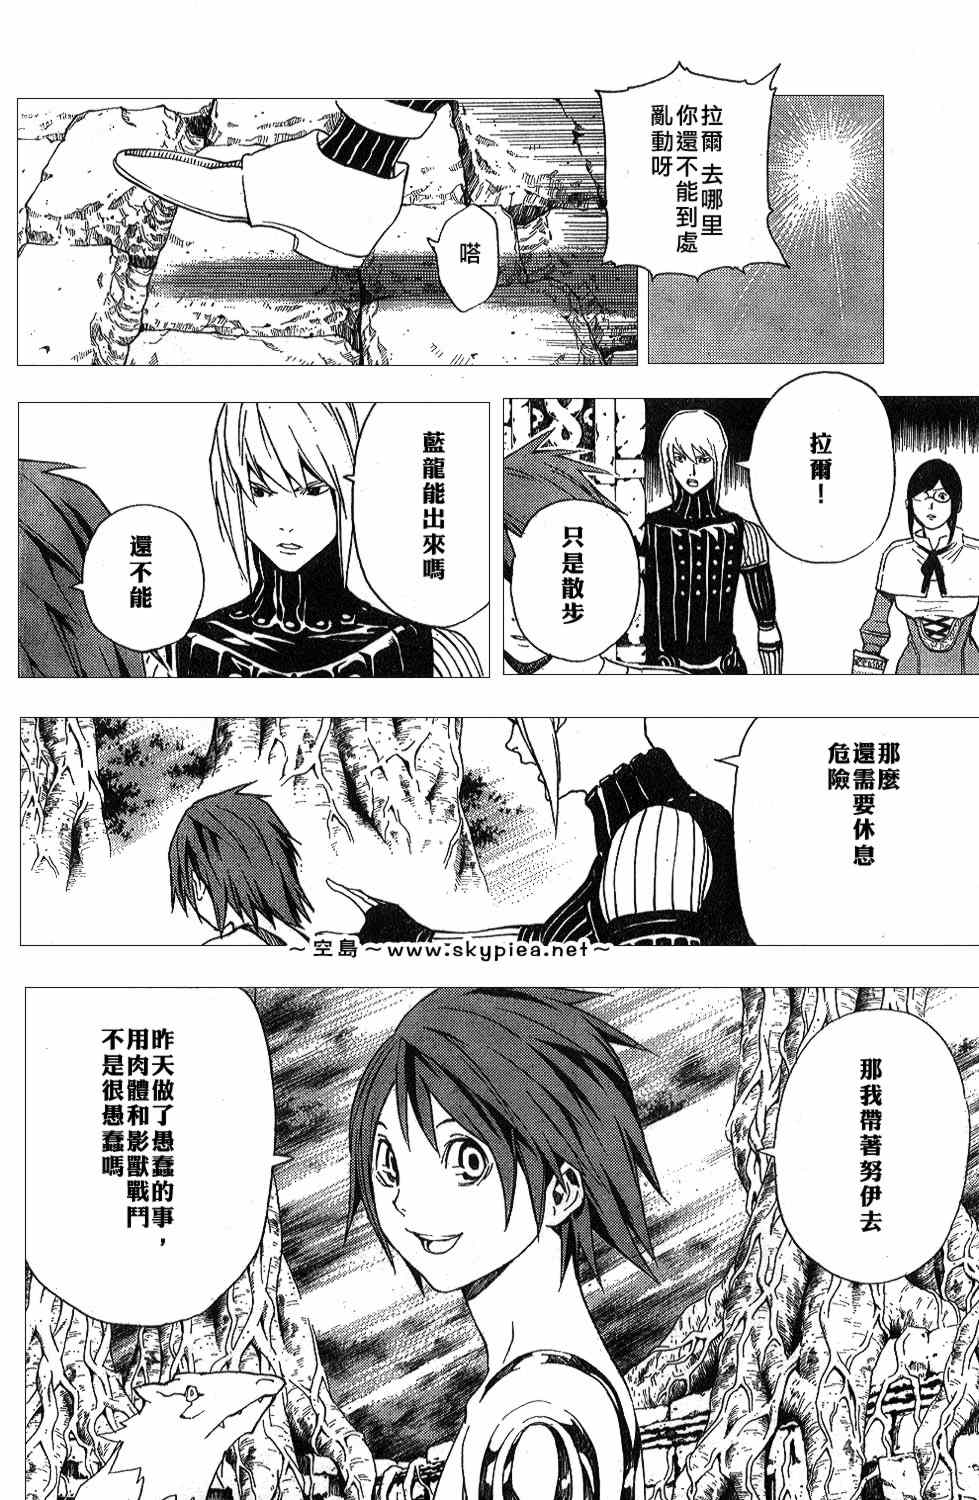 拉爾 去哪里
你還不能到處
亂動呀
嗒
拉爾！
只是散步
藍龍能出來嗎
還不能
那麼
還需要休息
危險
～空島～www.skypiea.net～
那我帶著努伊去
昨天做了愚蠢的事，
用肉體和影獸戰鬥
不是很愚蠢嗎